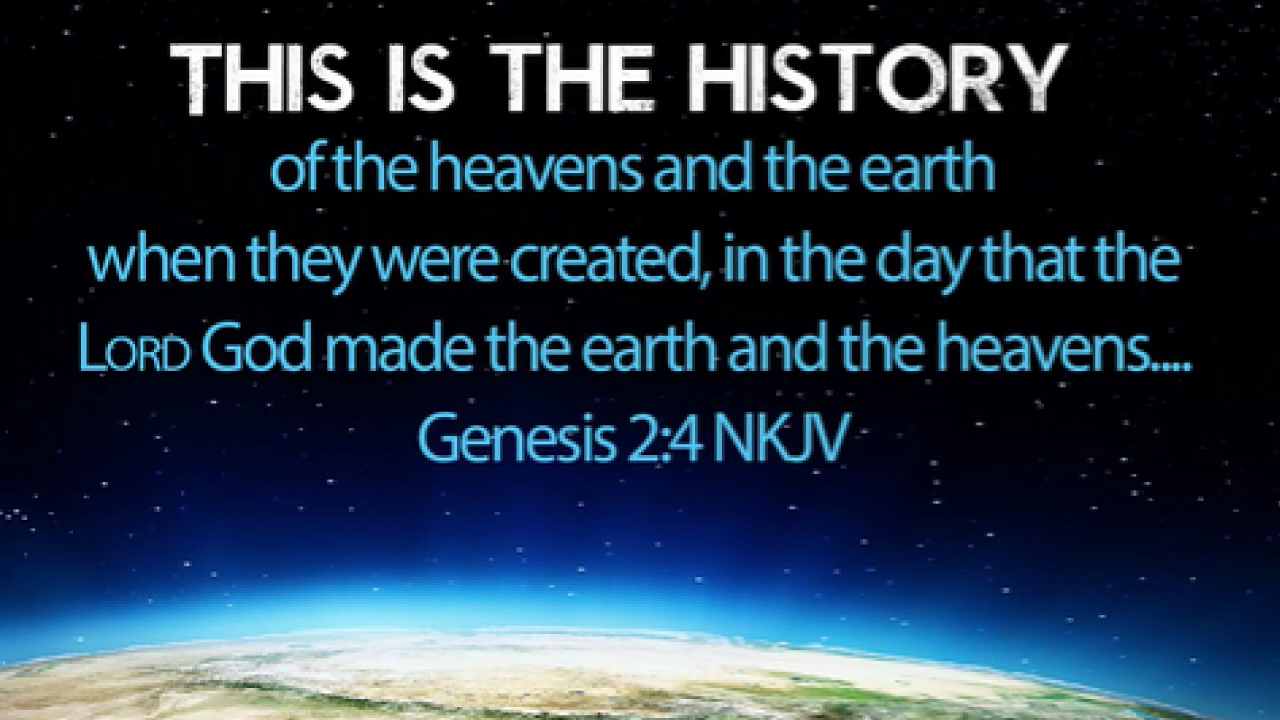 THIS IS THE HISTORY
of the heavens and the earth
when they were created, in the day that the
LORD God made the earth and the heavens....
Genesis 2:4 NKJV